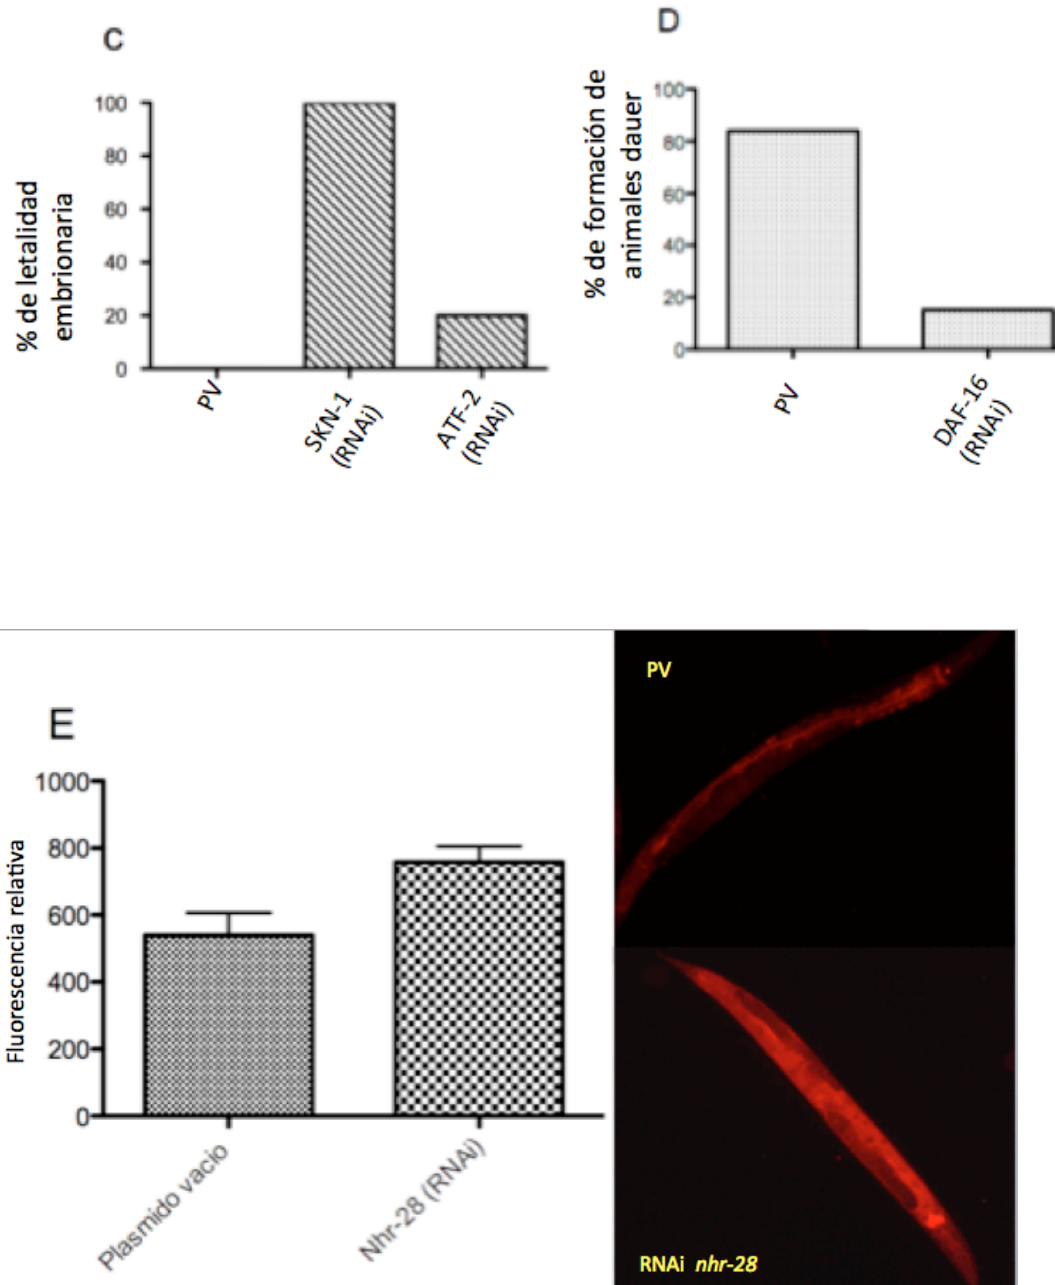 C
% de letalidad
embrionaria
100
80
60
40
20
0
PV
SKN-1
(RNAi)
ATF-2
(RNAi)
D
% de formación de
animales dauer
100
80
60
40
20
0
PV
DAF-16
(RNAi)
E
Fluorescencia relativa
1000
800
600
400
200
0
Plasmido vacio
Nhr-28 (RNAi)
PV
RNAi nhr-28